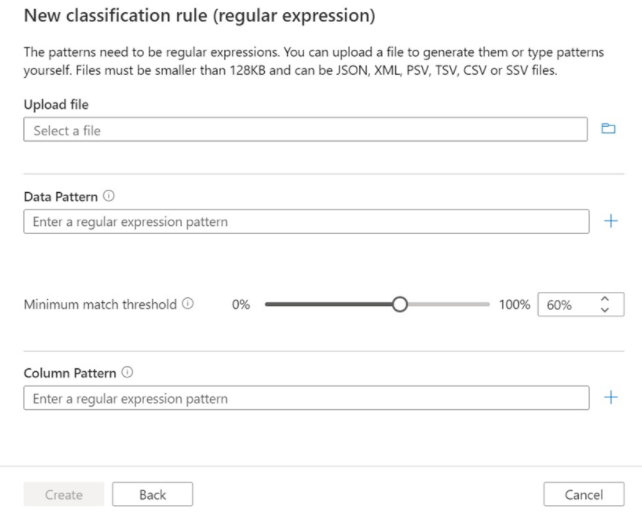 New classification rule (regular expression)
The patterns need to be regular expressions. You can upload a file to generate them or type patterns
yourself. Files must be smaller than 128KB and can be JSON, XML, PSV, TSV, CSV or SSV files.
Upload file
Select a file
Data Pattern
Enter a regular expression pattern
Minimum match threshold 0% 100% 60%
Column Pattern
Enter a regular expression pattern
Create Back Cancel